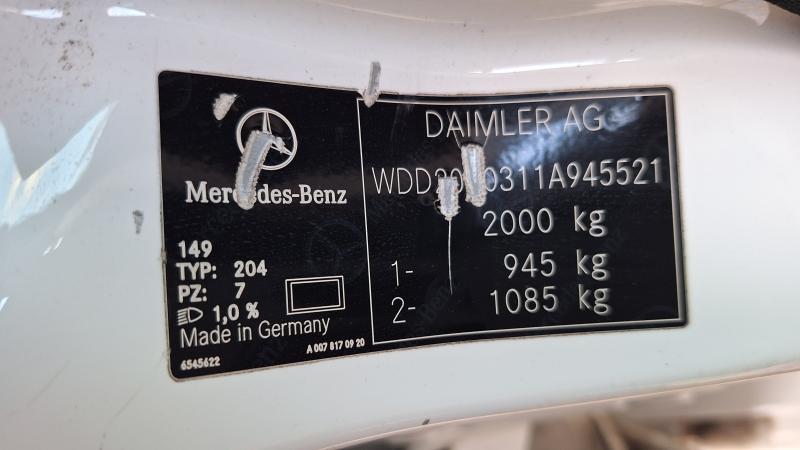 Mercedes-Benz
149
TYP: 204
PZ: 7
1,0 %
Made in Germany
6545622
A 007 817 09 20
DAIMLER AG
2000 kg
1- 945 kg
2- 1085 kg